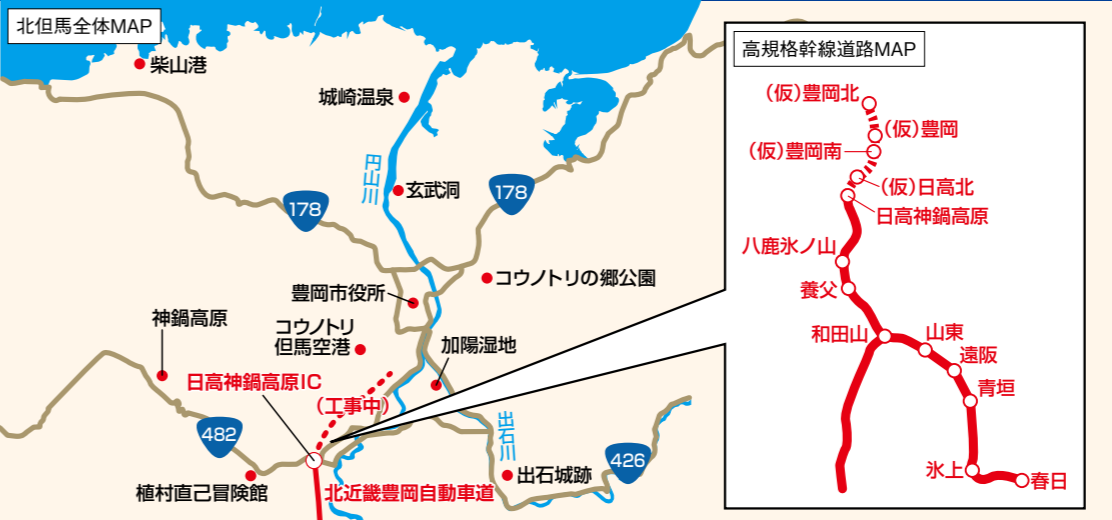 北但馬全体MAP
柴山港
城崎温泉
円山川
玄武洞
178
178
コウノトリの郷公園
豊岡市役所
神鍋高原
コウノトリ
但馬空港
加陽湿地
日高神鍋高原IC
(工事中)
482
出石川
426
出石城跡
植村直己冒険館
北近畿豊岡自動車道
高規格幹線道路MAP
(仮)豊岡北
(仮)豊岡
(仮)豊岡南
(仮)日高北
日高神鍋高原
八鹿氷ノ山
養父
和田山
山東
遠阪
青垣
氷上
春日